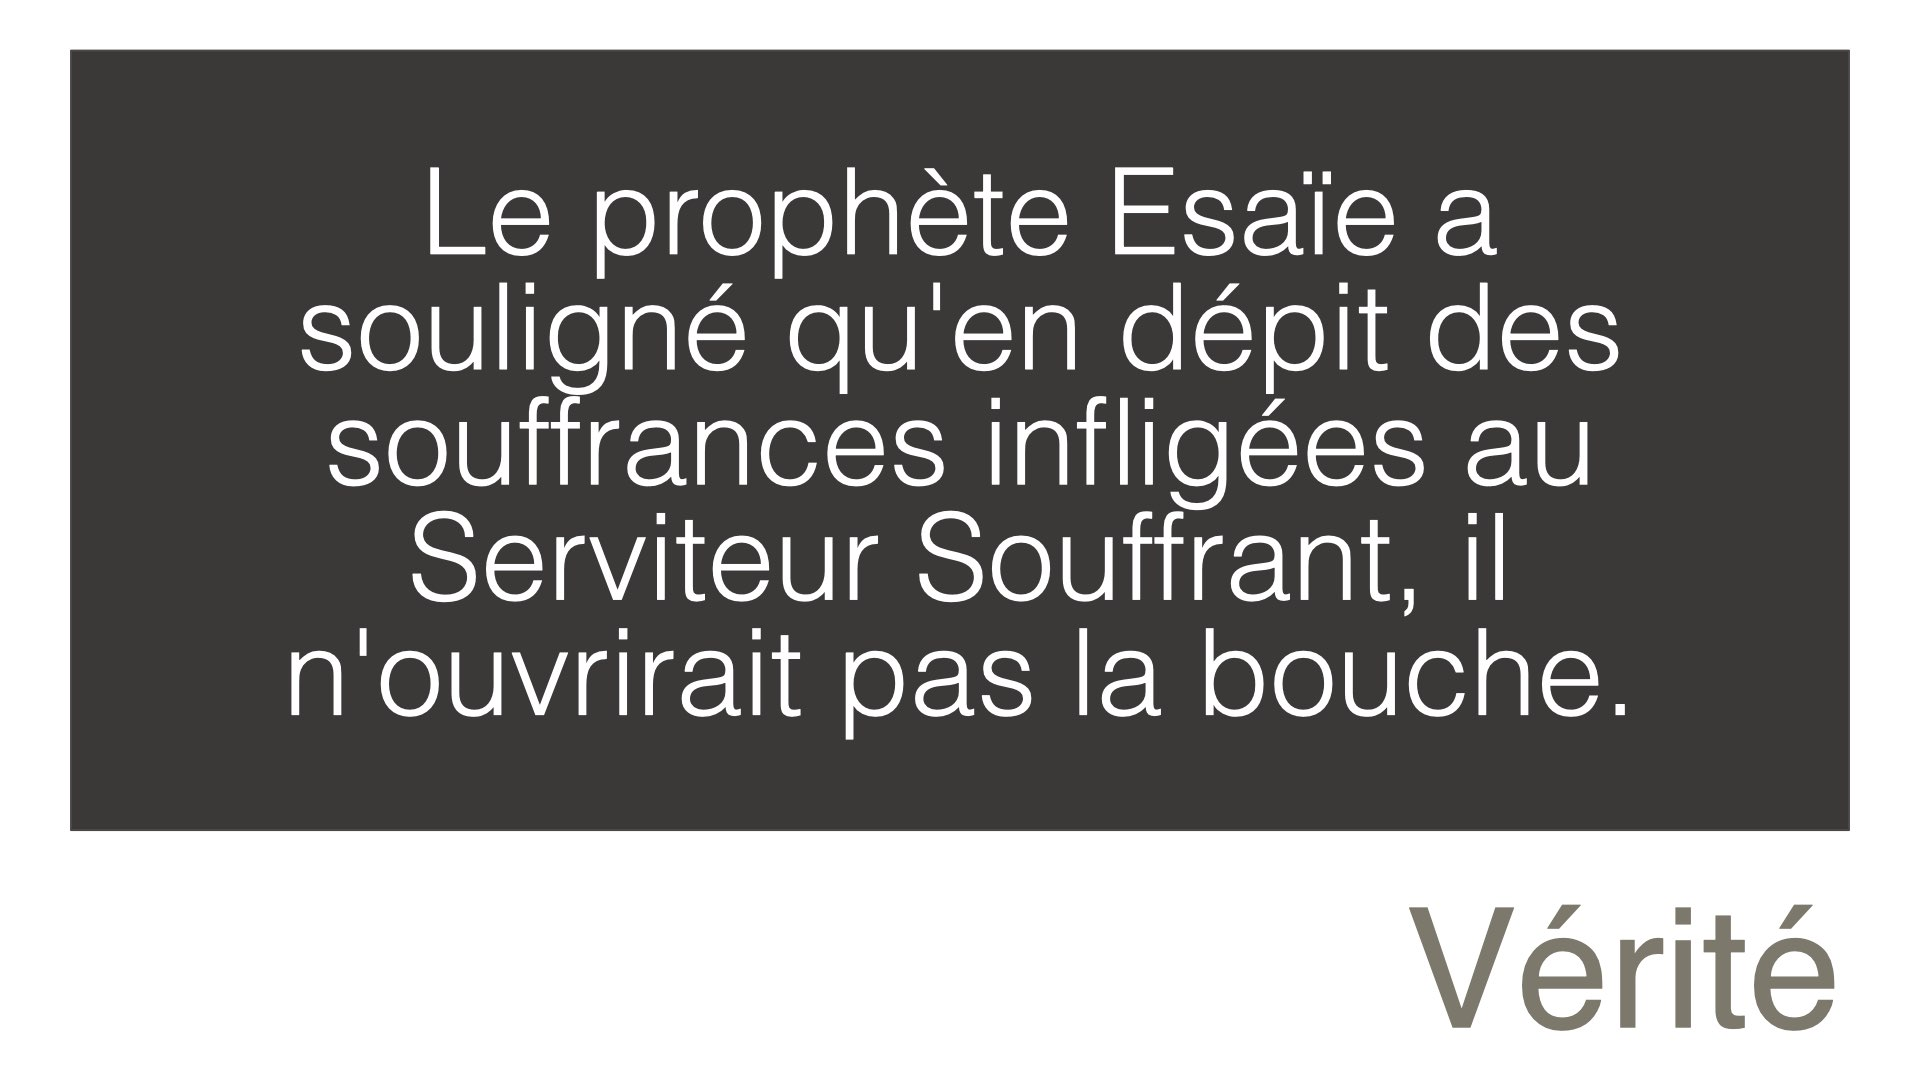 Le prophète Esaïe a
souligné qu'en dépit des
souffrances infligées au
Serviteur Souffrant, il
n'ouvrirait pas la bouche.
Vérité